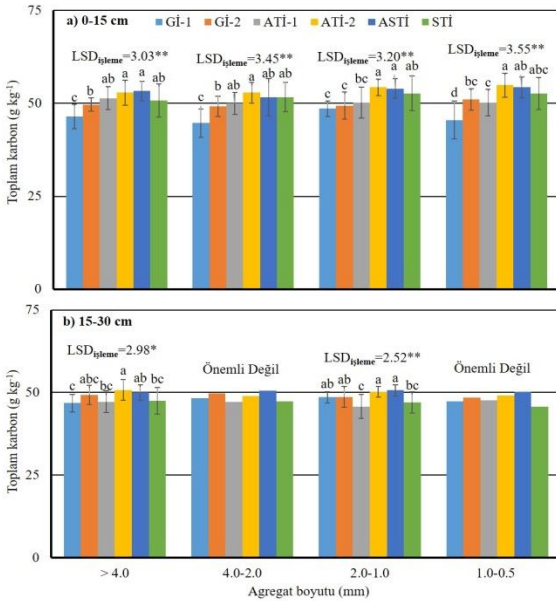 a) 0-15 cm
Gİ-1 Gİ-2 ATİ-1 ATİ-2 ASTİ STİ
LSDişleme=3.03** LSDişleme=3.45** LSDişleme=3.20** LSDişleme=3.55**
c b ab a a ab
c b ab a ab ab
c c bc a a ab
d bc c a ab abc
75
50
25
0
Toplam karbon (g kg-1)
b) 15-30 cm
LSDişleme=2.98* Önemli Değil LSDişleme=2.52** Önemli Değil
c abc bc a ab bc
ab ab c a a bc
75
50
25
0
Toplam karbon (g kg-1)
> 4.0 4.0-2.0 2.0-1.0 1.0-0.5
Agregat boyutu (mm)